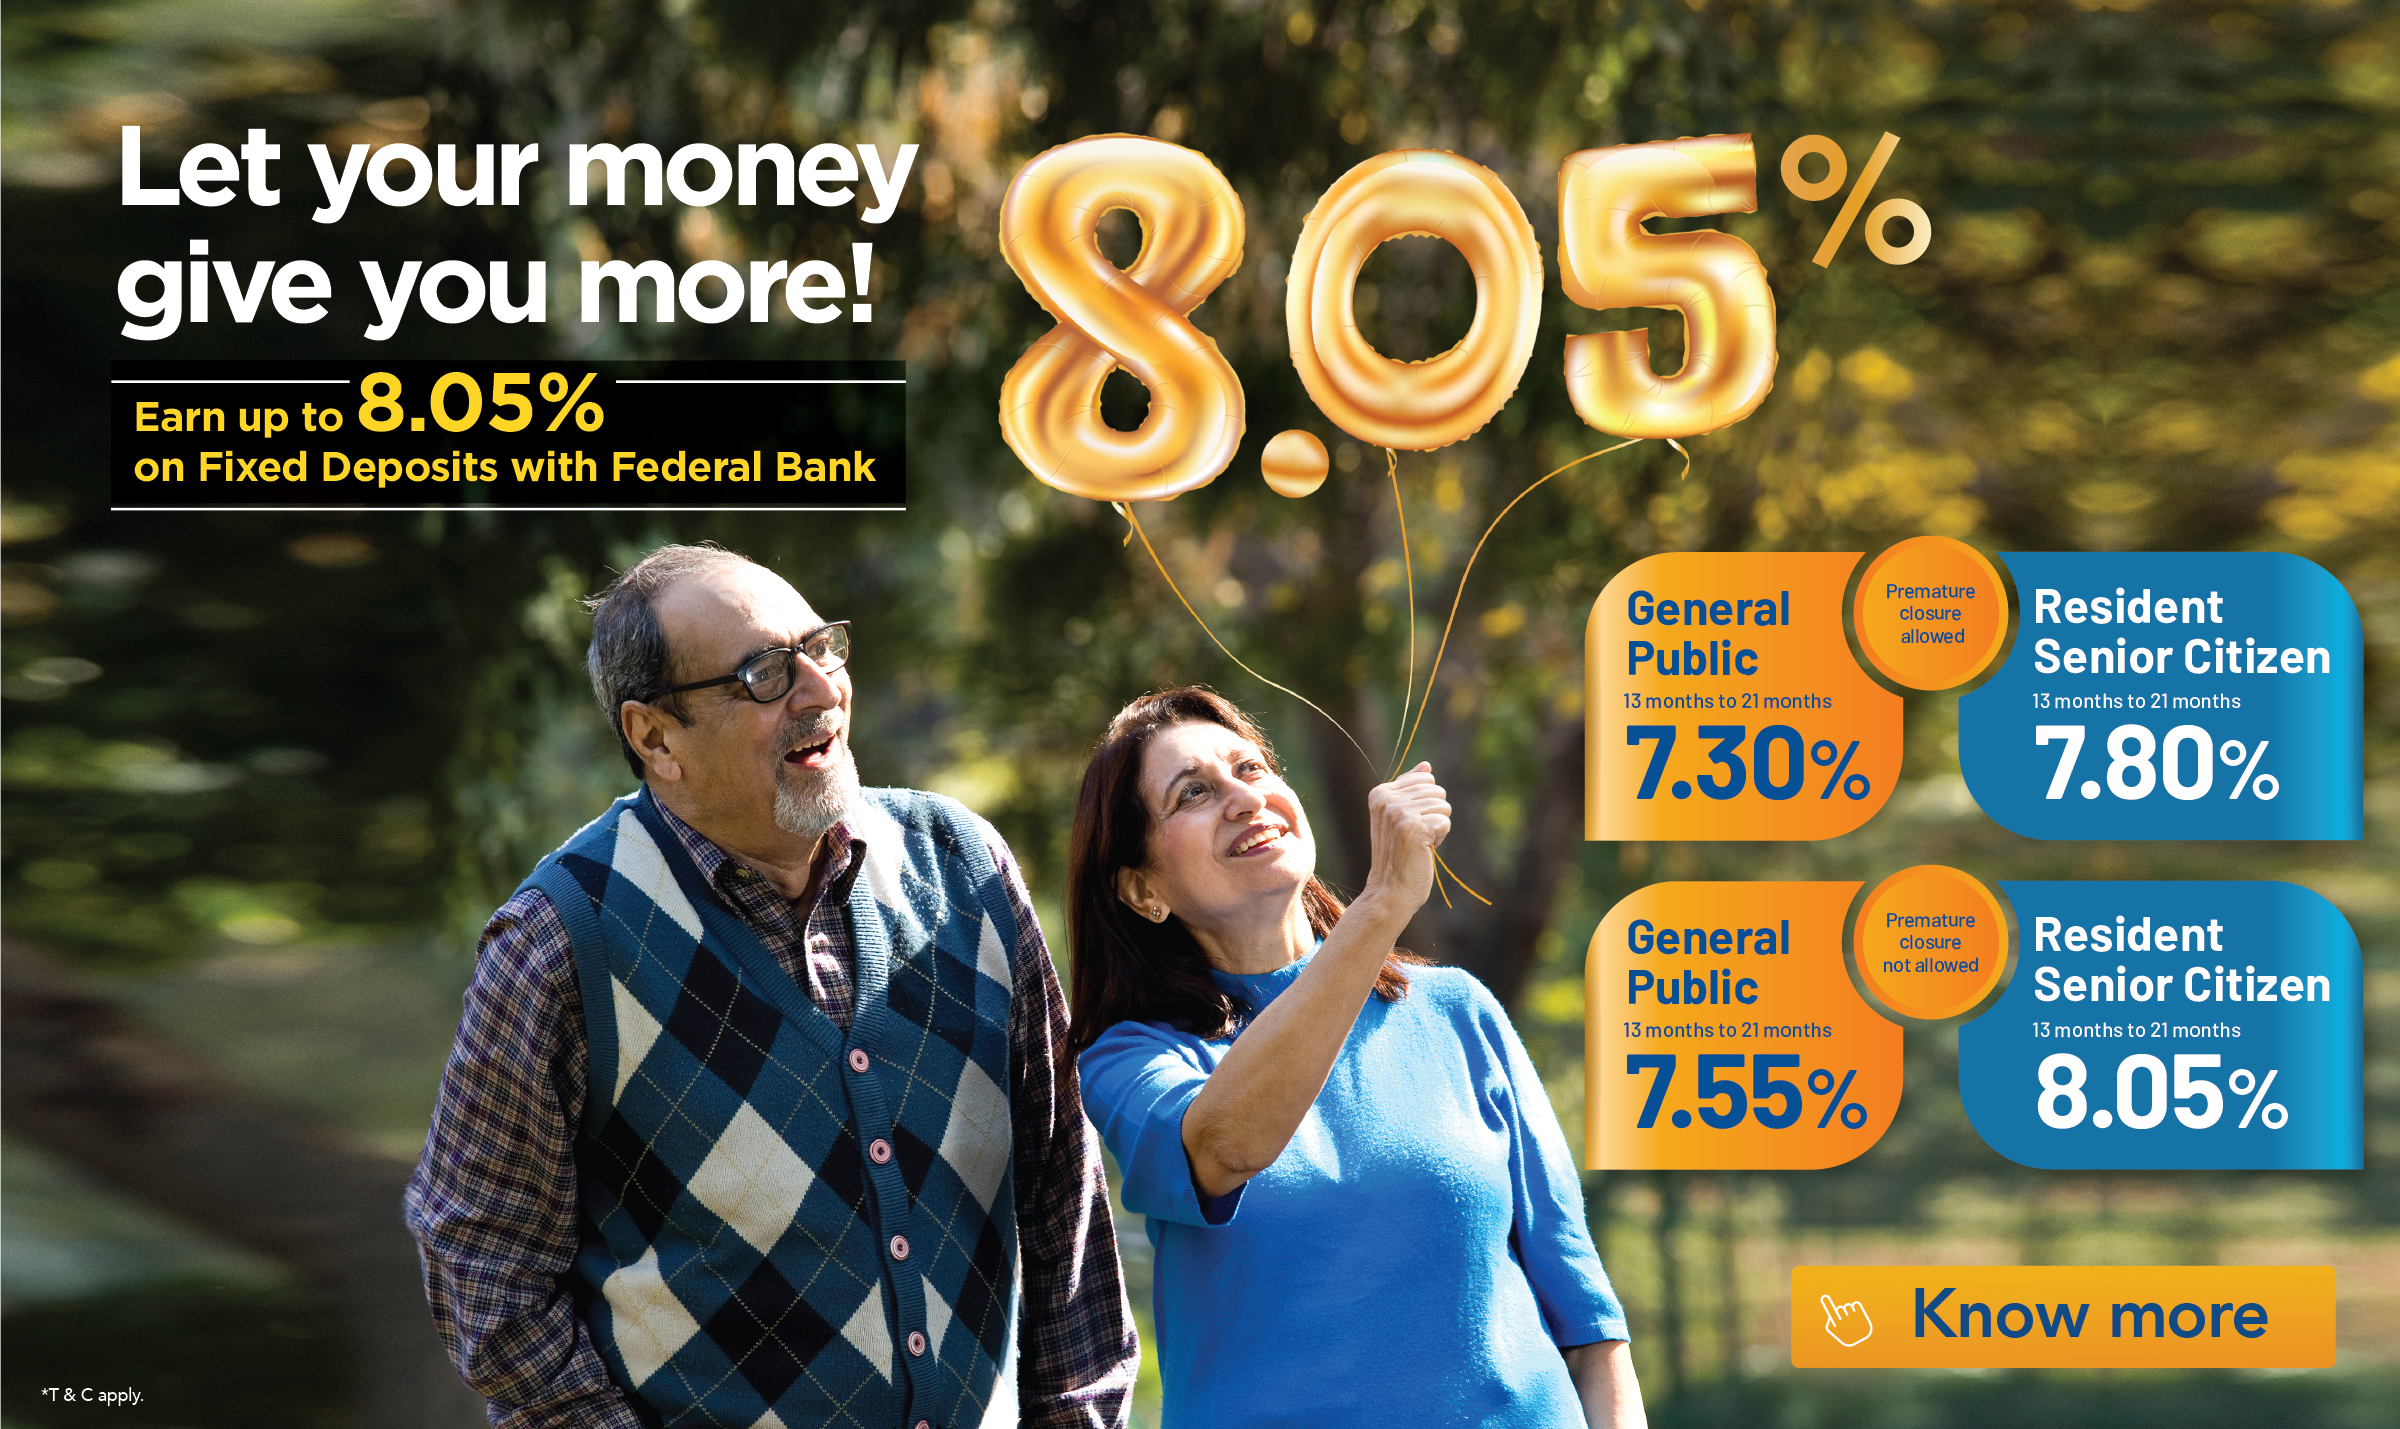 Let your money
give you more!
Earn up to 8.05%
on Fixed Deposits with Federal Bank
8.05%
General
Public
13 months to 21 months
7.30%
Premature
closure
allowed
Resident
Senior Citizen
13 months to 21 months
7.80%
General
Public
13 months to 21 months
7.55%
Premature
closure
not allowed
Resident
Senior Citizen
13 months to 21 months
8.05%
Know more
*T & C apply.